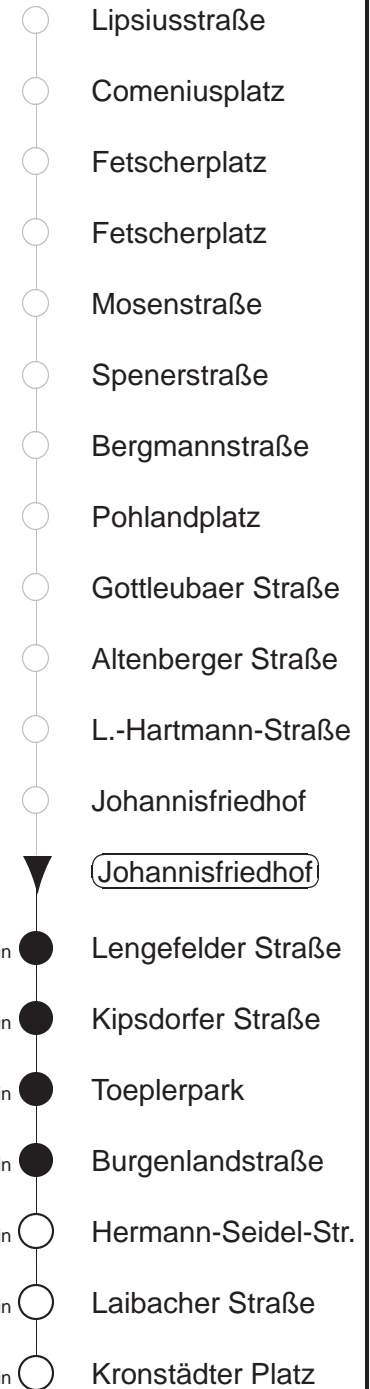 Lipsiusstraße
Comeniusplatz
Fetscherplatz
Fetscherplatz
Mosenstraße
Spenerstraße
Bergmannstraße
Pohlandplatz
Gottleubaer Straße
Altenberger Straße
L.-Hartmann-Straße
Johannisfriedhof
Johannisfriedhof
Lengefelder Straße
Kipsdorfer Straße
Toeplerpark
Burgenlandstraße
Hermann-Seidel-Str.
Laibacher Straße
Kronstädter Platz